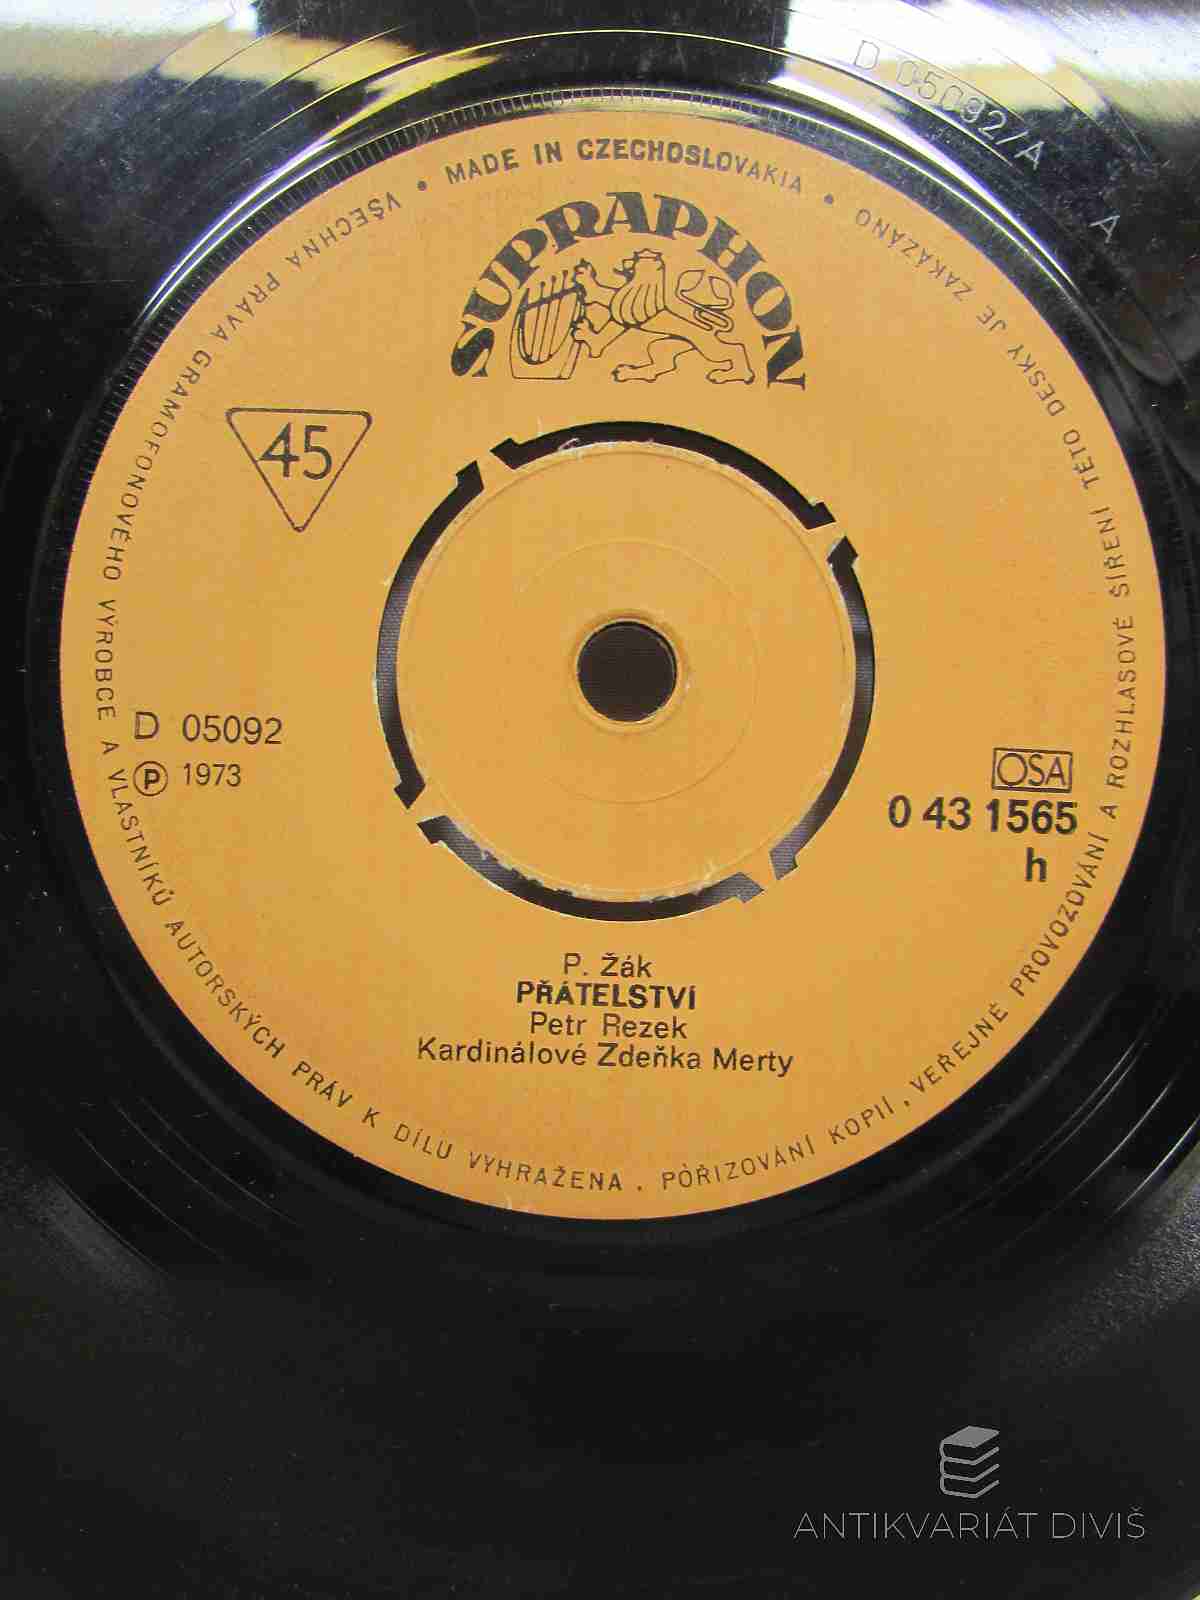 D 05092/A
A
• MADE IN CZECHOSLOVAKIA •
VŠECHNA PRÁVA GRAMOFONOVÉHO VÝROBCE A VLASTNÍKŮ AUTORSKÝCH PRÁV K DÍLU VYHRAŽENA . POŘIZOVÁNÍ KOPIÍ , VEŘEJNÉ PROVOZOVÁNÍ A ROZHLASOVÉ ŠÍŘENÍ TÉTO DESKY JE ZAKÁZÁNO
SUPRAPHON
45
D 05092
Ⓟ 1973
OSA
0 43 1565
h
P. Žák
PŘÁTELSTVÍ
Petr Rezek
Kardinálové Zdeňka Merty
ANTIKVARIÁT DIVIŠ